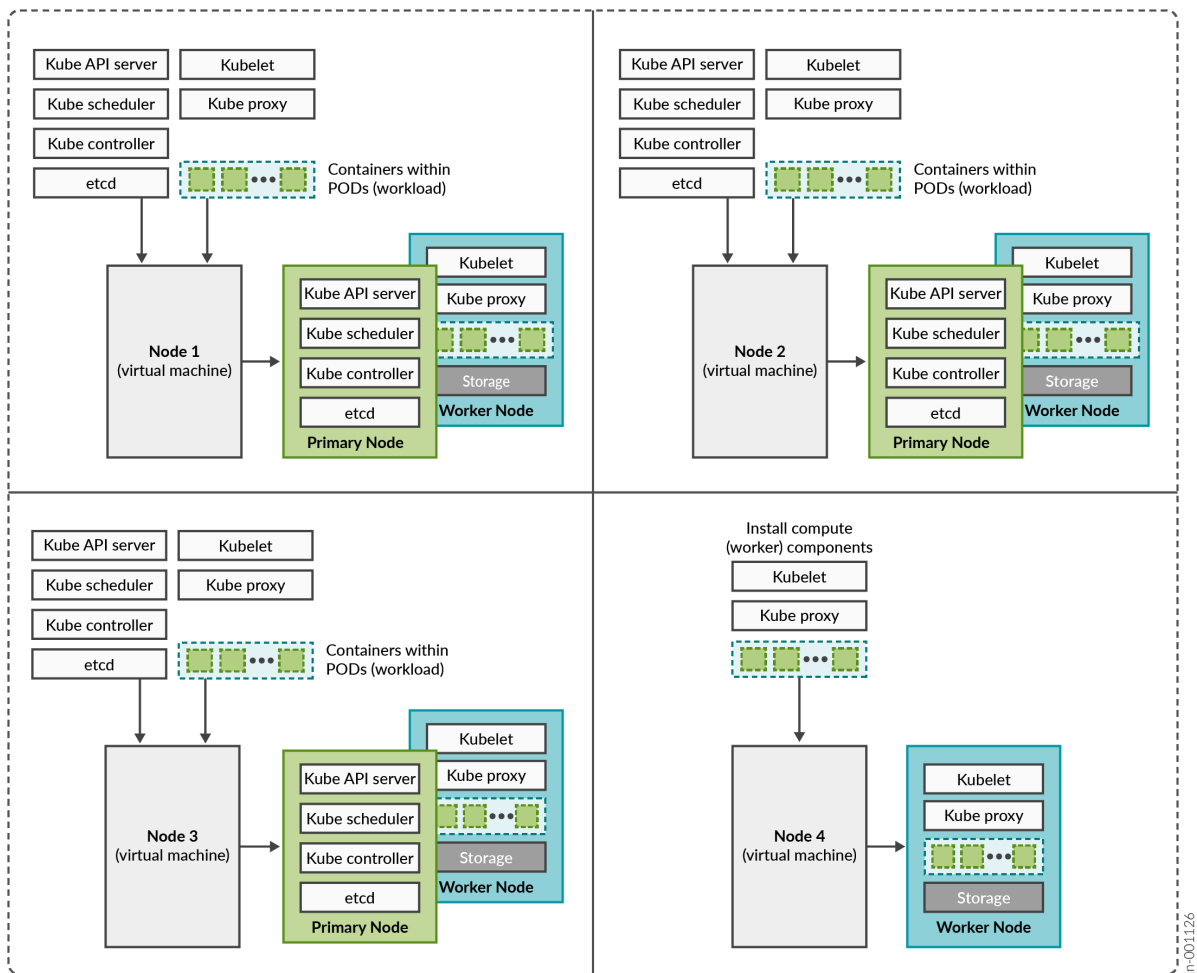 Kube API server
Kubelet
Kube scheduler
Kube proxy
Kube controller
etcd
Containers within
PODs (workload)
Node 1
(virtual machine)
Kube API server
Kube scheduler
Kube controller
etcd
Primary Node
Kubelet
Kube proxy
Storage
Worker Node
Kube API server
Kubelet
Kube scheduler
Kube proxy
Kube controller
etcd
Containers within
PODs (workload)
Node 2
(virtual machine)
Kube API server
Kube scheduler
Kube controller
etcd
Primary Node
Kubelet
Kube proxy
Storage
Worker Node
Kube API server
Kubelet
Kube scheduler
Kube proxy
Kube controller
etcd
Containers within
PODs (workload)
Node 3
(virtual machine)
Kube API server
Kube scheduler
Kube controller
etcd
Primary Node
Kubelet
Kube proxy
Storage
Worker Node
Install compute
(worker) components
Kubelet
Kube proxy
Node 4
(virtual machine)
Kubelet
Kube proxy
Storage
Worker Node
n-001126